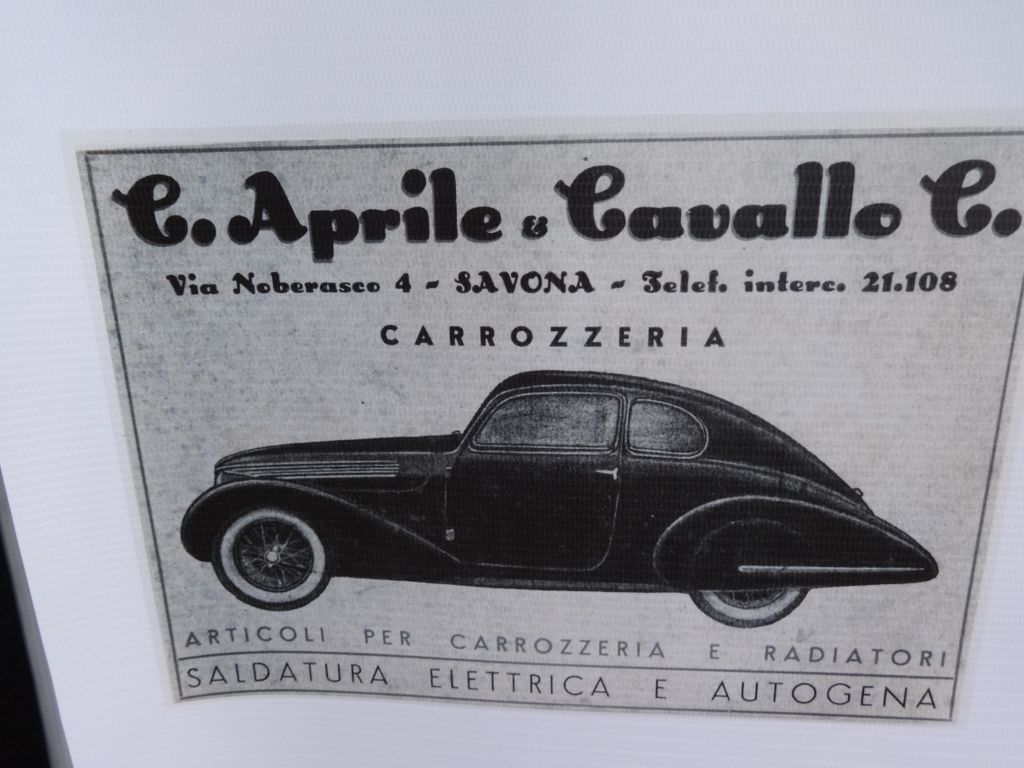 C. Aprile & Cavallo C.
Via Noberasco 4 - SAVONA - Telef. interc. 21.108
CARROZZERIA
ARTICOLI PER CARROZZERIA E RADIATORI
SALDATURA ELETTRICA E AUTOGENA